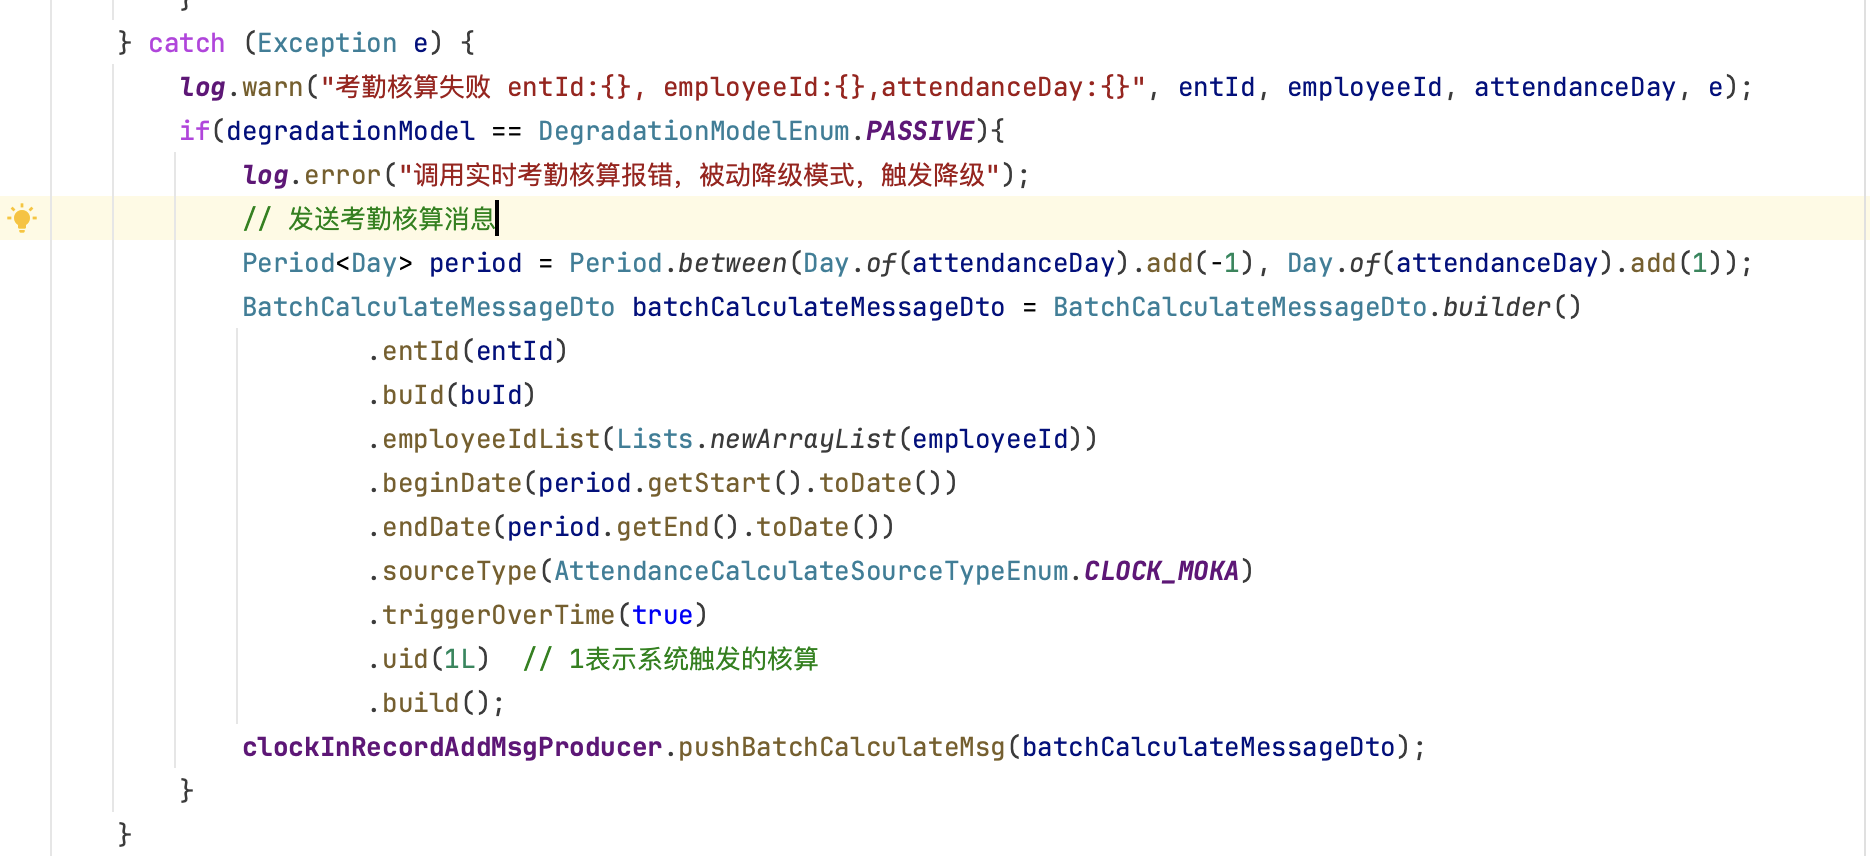 }
} catch (Exception e) {
log.warn("考勤核算失败 entId:{}, employeeId:{},attendanceDay:{}", entId, employeeId, attendanceDay, e);
if(degradationModel == DegradationModelEnum.PASSIVE){
log.error("调用实时考勤核算报错，被动降级模式，触发降级");
// 发送考勤核算消息
Period<Day> period = Period.between(Day.of(attendanceDay).add(-1), Day.of(attendanceDay).add(1));
BatchCalculateMessageDto batchCalculateMessageDto = BatchCalculateMessageDto.builder()
.entId(entId)
.buId(buId)
.employeeIdList(Lists.newArrayList(employeeId))
.beginDate(period.getStart().toDate())
.endDate(period.getEnd().toDate())
.sourceType(AttendanceCalculateSourceTypeEnum.CLOCK_MOKA)
.triggerOverTime(true)
.uid(1L)  // 1表示系统触发的核算
.build();
clockInRecordAddMsgProducer.pushBatchCalculateMsg(batchCalculateMessageDto);
}
}